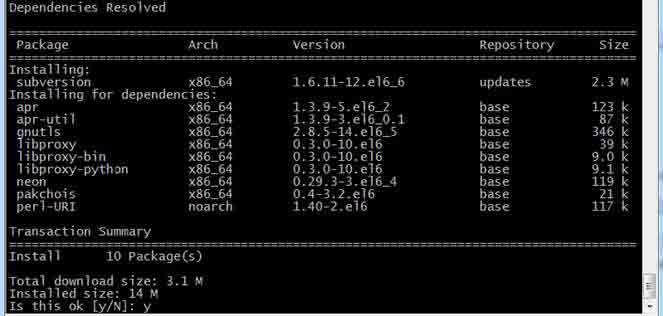 Dependencies Resolved
================================================================================
Package Arch Version Repository Size
================================================================================
Installing:
subversion x86_64 1.6.11-12.el6_6 updates 2.3 M
Installing for dependencies:
apr x86_64 1.3.9-5.el6_2 base 123 k
apr-util x86_64 1.3.9-3.el6_0.1 base 87 k
gnutls x86_64 2.8.5-14.el6_5 base 346 k
libproxy x86_64 0.3.0-10.el6 base 39 k
libproxy-bin x86_64 0.3.0-10.el6 base 9.0 k
libproxy-python x86_64 0.3.0-10.el6 base 9.1 k
neon x86_64 0.29.3-3.el6_4 base 119 k
pakchois x86_64 0.4-3.2.el6 base 21 k
perl-URI noarch 1.40-2.el6 base 117 k
Transaction Summary
================================================================================
Install 10 Package(s)
Total download size: 3.1 M
Installed size: 14 M
Is this ok [y/N]: y